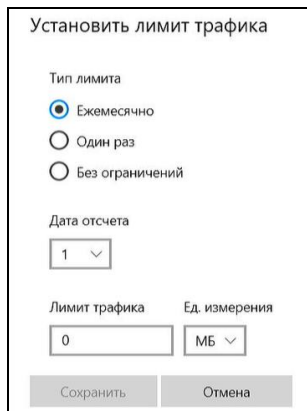 Установить лимит трафика
Тип лимита
Ежемесячно
Один раз
Без ограничений
Дата отсчета
1
Лимит трафика Ед. измерения
0 МБ
Сохранить Отмена